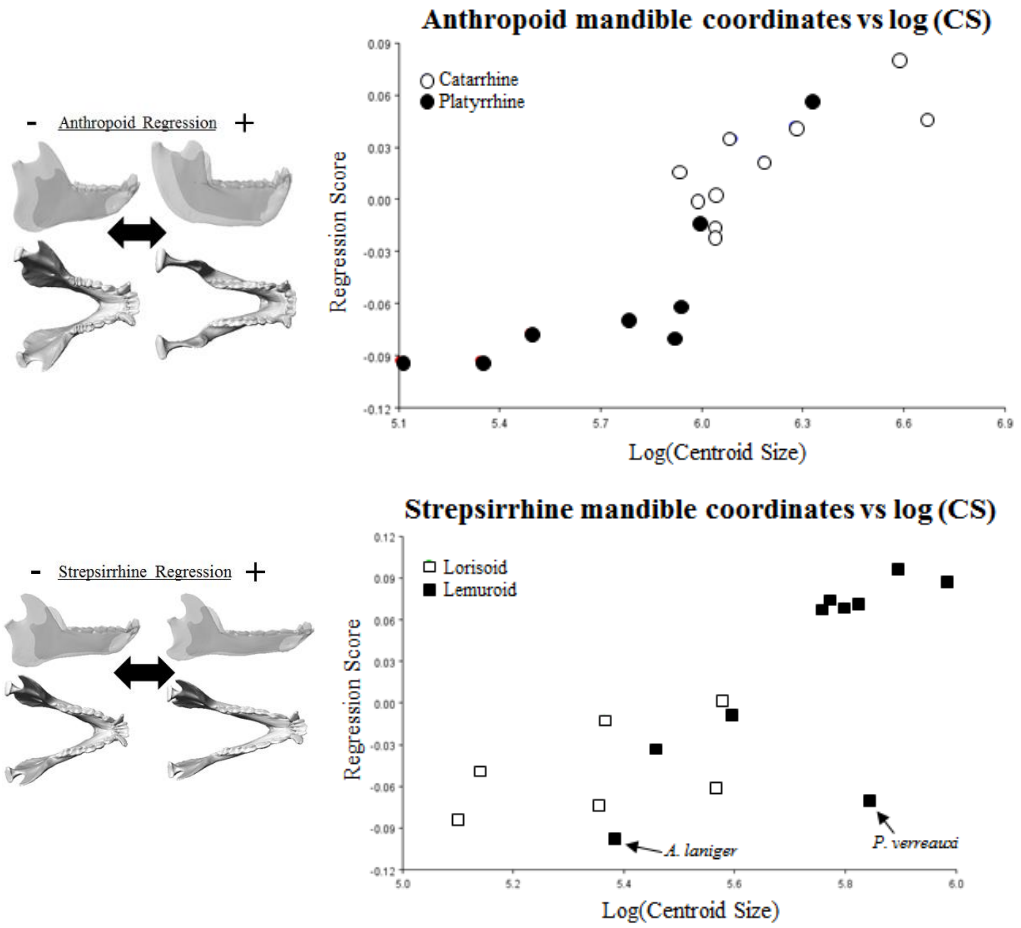 Anthropoid mandible coordinates vs log (CS)
- Anthropoid Regression +
Catarrhine
Platyrrhine
Regression Score
0.09
0.06
0.03
0.00
-0.03
-0.06
-0.09
-0.12
5.1 5.4 5.7 6.0 6.3 6.6 6.9
Log(Centroid Size)
Strepsirrhine mandible coordinates vs log (CS)
- Strepsirrhine Regression +
Lorisoid
Lemuroid
Regression Score
0.12
0.09
0.06
0.03
0.00
-0.03
-0.06
-0.09
-0.12
A. laniger
P. verreauxi
5.0 5.2 5.4 5.6 5.8 6.0
Log(Centroid Size)